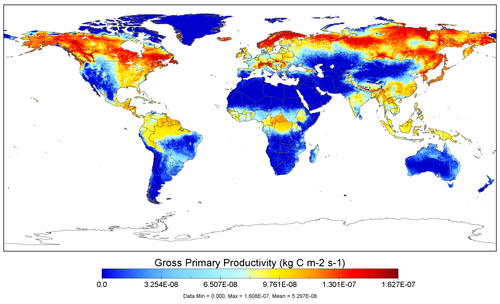 Gross Primary Productivity (kg C m-2 s-1)
0.0 3.254E-08 6.507E-08 9.761E-08 1.301E-07 1.627E-07
Data Min = 0.000, Max = 1.608E-07, Mean = 5.297E-08